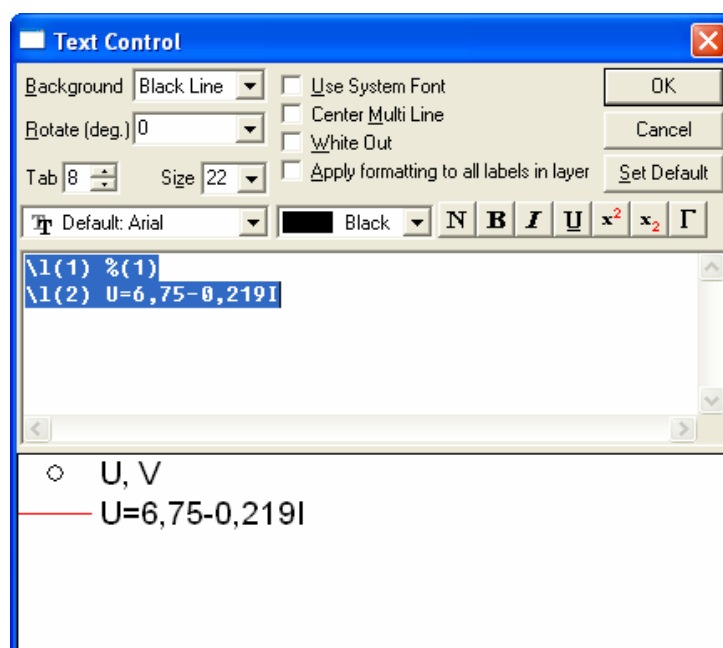 Text Control
Background Black Line Use System Font OK
Center Multi Line
Rotate (deg.) 0 White Out Cancel
Tab 8 Size 22 Apply formatting to all labels in layer Set Default
Default: Arial Black N B I U x² x₂ Γ
\l(1) %(1)
\l(2) U=6,75-0,219I
U, V
U=6,75-0,219I